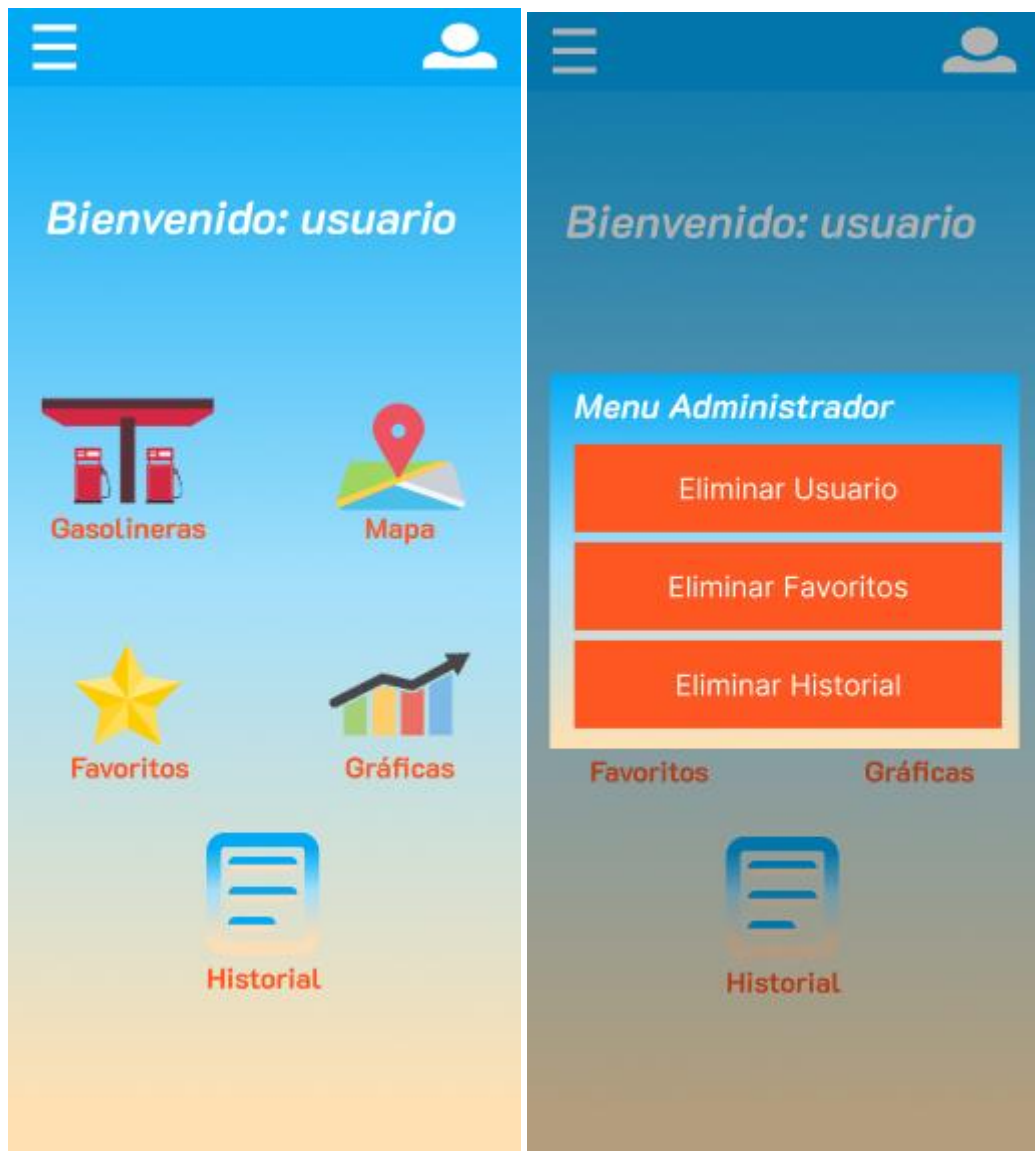 Bienvenido: usuario
Gasolineras
Mapa
Favoritos
Gráficas
Historial
Bienvenido: usuario
Menu Administrador
Eliminar Usuario
Eliminar Favoritos
Eliminar Historial
Favoritos
Gráficas
Historial